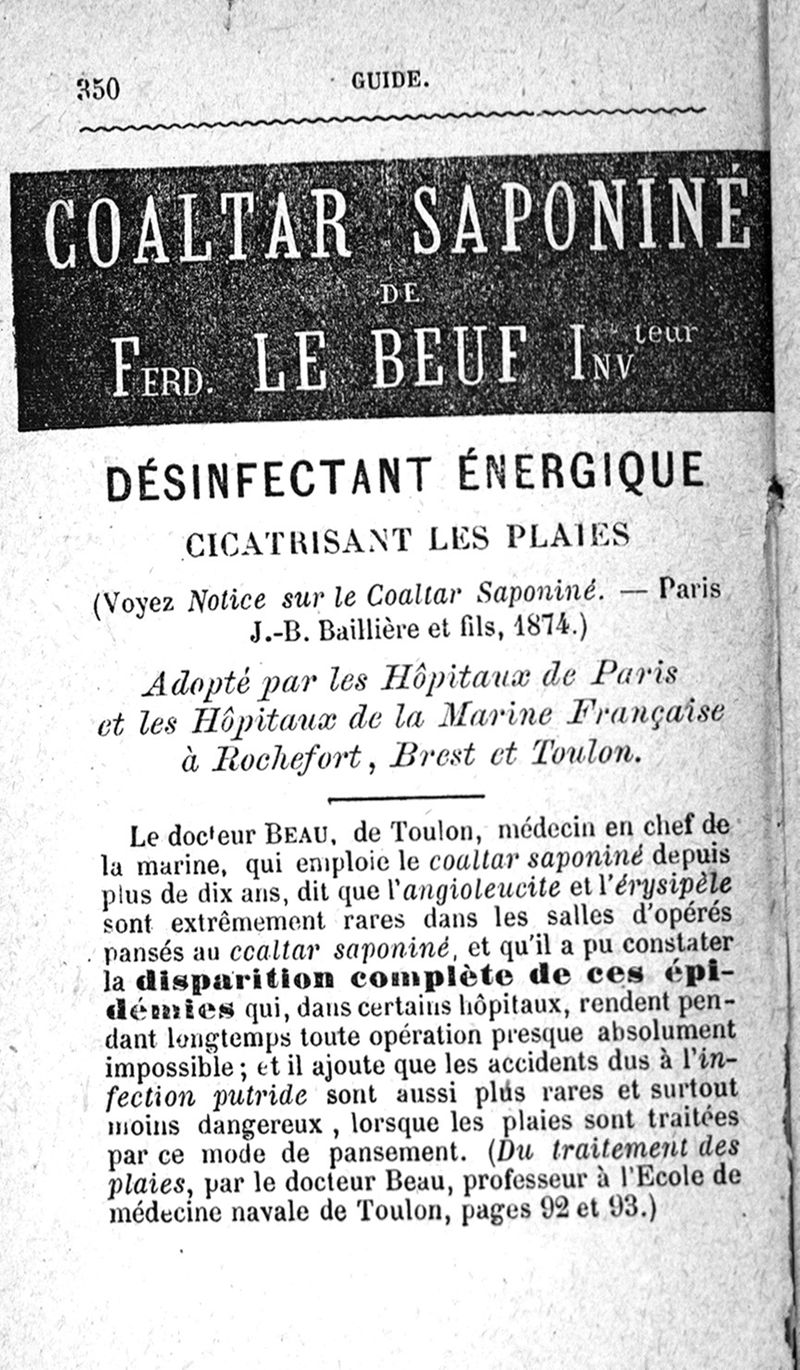 350
GUIDE.
COALTAR SAPONINÉ
DE
FERD. LE BEUF INVteur
DÉSINFECTANT ÉNERGIQUE
CICATRISANT LES PLAIES
(Voyez Notice sur le Coaltar Saponiné. — Paris
J.-B. Baillière et fils, 1874.)
Adopté par les Hôpitaux de Paris
et les Hôpitaux de la Marine Française
à Rochefort, Brest et Toulon.
Le docteur BEAU, de Toulon, médecin en chef de
la marine, qui emploie le coaltar saponiné depuis
plus de dix ans, dit que l'angioleucite et l'érysipèle
sont extrêmement rares dans les salles d'opérés
pansés au coaltar saponiné, et qu'il a pu constater
la disparition complète de ces épi-
démies qui, dans certains hôpitaux, rendent pen-
dant longtemps toute opération presque absolument
impossible ; et il ajoute que les accidents dus à l'in-
fection putride sont aussi plus rares et surtout
moins dangereux , lorsque les plaies sont traitées
par ce mode de pansement. (Du traitement des
plaies, par le docteur Beau, professeur à l'Ecole de
médecine navale de Toulon, pages 92 et 93.)